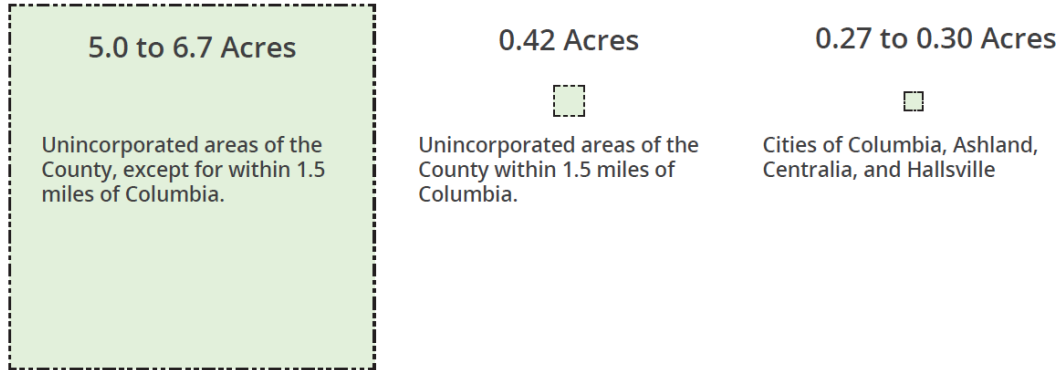 5.0 to 6.7 Acres
Unincorporated areas of the
County, except for within 1.5
miles of Columbia.
0.42 Acres
Unincorporated areas of the
County within 1.5 miles of
Columbia.
0.27 to 0.30 Acres
Cities of Columbia, Ashland,
Centralia, and Hallsville